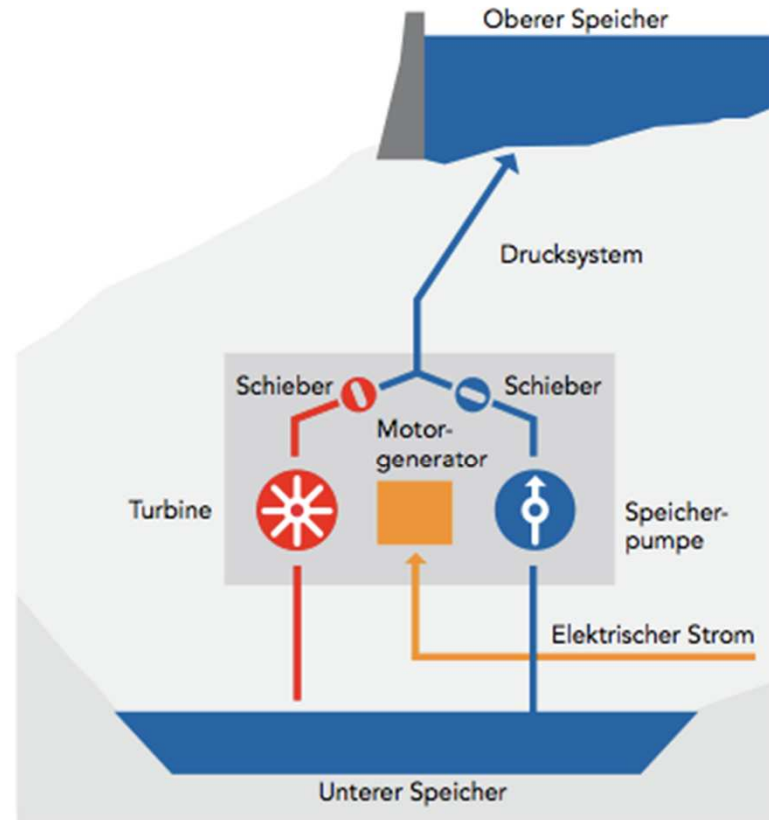 Oberer Speicher
Drucksystem
Schieber
Schieber
Motor-
generator
Turbine
Speicher-
pumpe
Elektrischer Strom
Unterer Speicher